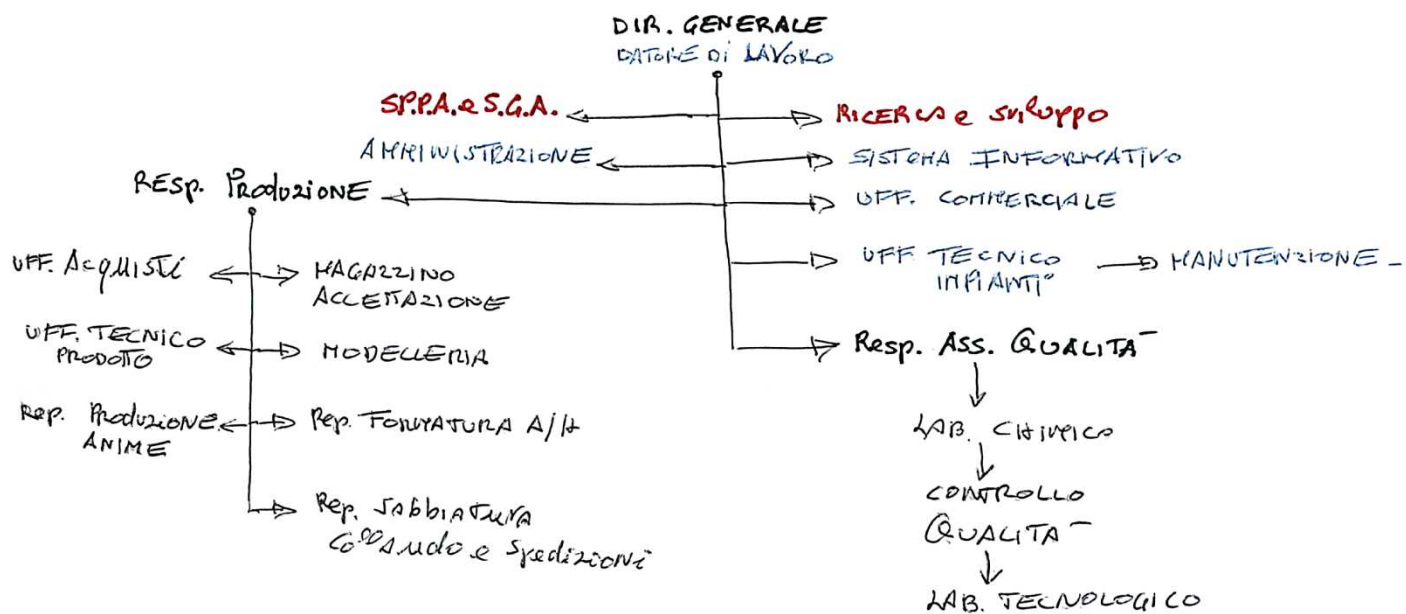 DIR. GENERALE
DATORE DI LAVORO
S.P.P.A. e S.G.A.
RICERCA e SVILUPPO
AMMINISTRAZIONE
SISTEMA INFORMATIVO
RESP. PRODUZIONE
UFF. COMMERCIALE
UFF. ACQUISTI
MAGAZZINO
ACCETTAZIONE
UFF. TECNICO
IMPIANTI
MANUTENZIONE
UFF. TECNICO
PRODOTTO
MODELLERIA
RESP. ASS. QUALITA'
REP. PRODUZIONE
ANIME
REP. FORMATURA A/H
LAB. CHIMICO
REP. SABBIATURA
COLLAUDO e SPEDIZIONI
CONTROLLO
QUALITA'
LAB. TECNOLOGICO